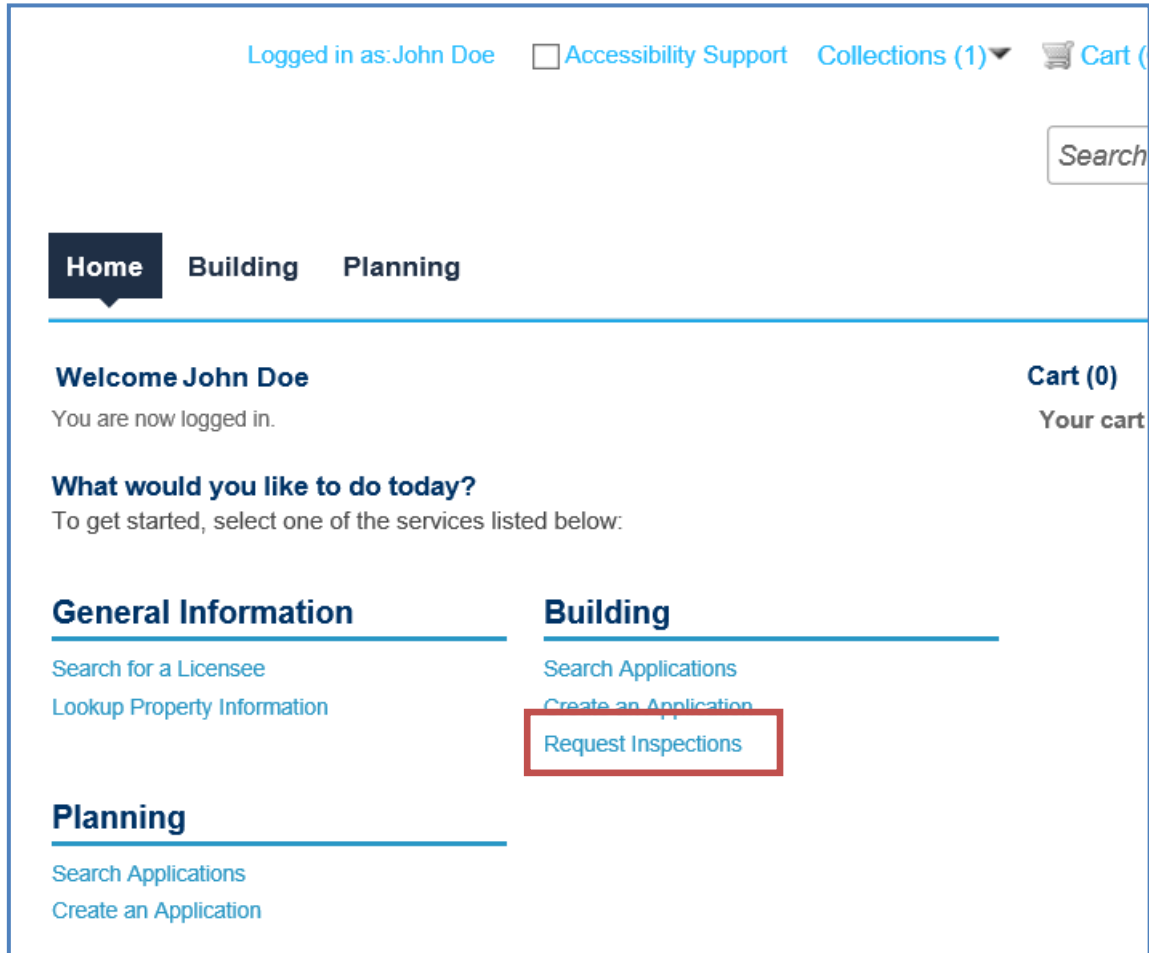 Logged in as:John Doe Accessibility Support Collections (1) Cart (
Search
Home Building Planning
Welcome John Doe
You are now logged in.
Cart (0)
Your cart
What would you like to do today?
To get started, select one of the services listed below:
General Information
Search for a Licensee
Lookup Property Information
Building
Search Applications
Create an Application
Request Inspections
Planning
Search Applications
Create an Application